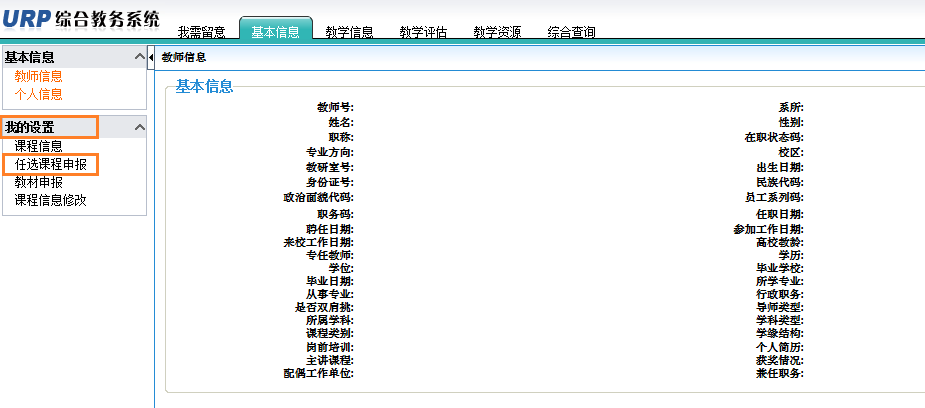 URP 综合教务系统
我需留意 基本信息 教学信息 教学评估 教学资源 综合查询
基本信息
教师信息
个人信息
我的设置
课程信息
任选课程申报
教材申报
课程信息修改
教师信息
基本信息
教师号: 系所:
姓名: 性别:
职称: 在职状态码:
专业方向: 校区:
教研室号: 出生日期:
身份证号: 民族代码:
政治面貌代码: 员工系列码:
职务码: 任职日期:
聘任日期: 参加工作日期:
来校工作日期: 高校教龄:
专任教师: 学历:
学位: 毕业学校:
毕业日期: 所学专业:
从事专业: 行政职务:
是否双肩挑: 导师类型:
所属学科: 学科类型:
课程类别: 学缘结构:
岗前培训: 个人简历:
主讲课程: 获奖情况:
配偶工作单位: 兼任职务: